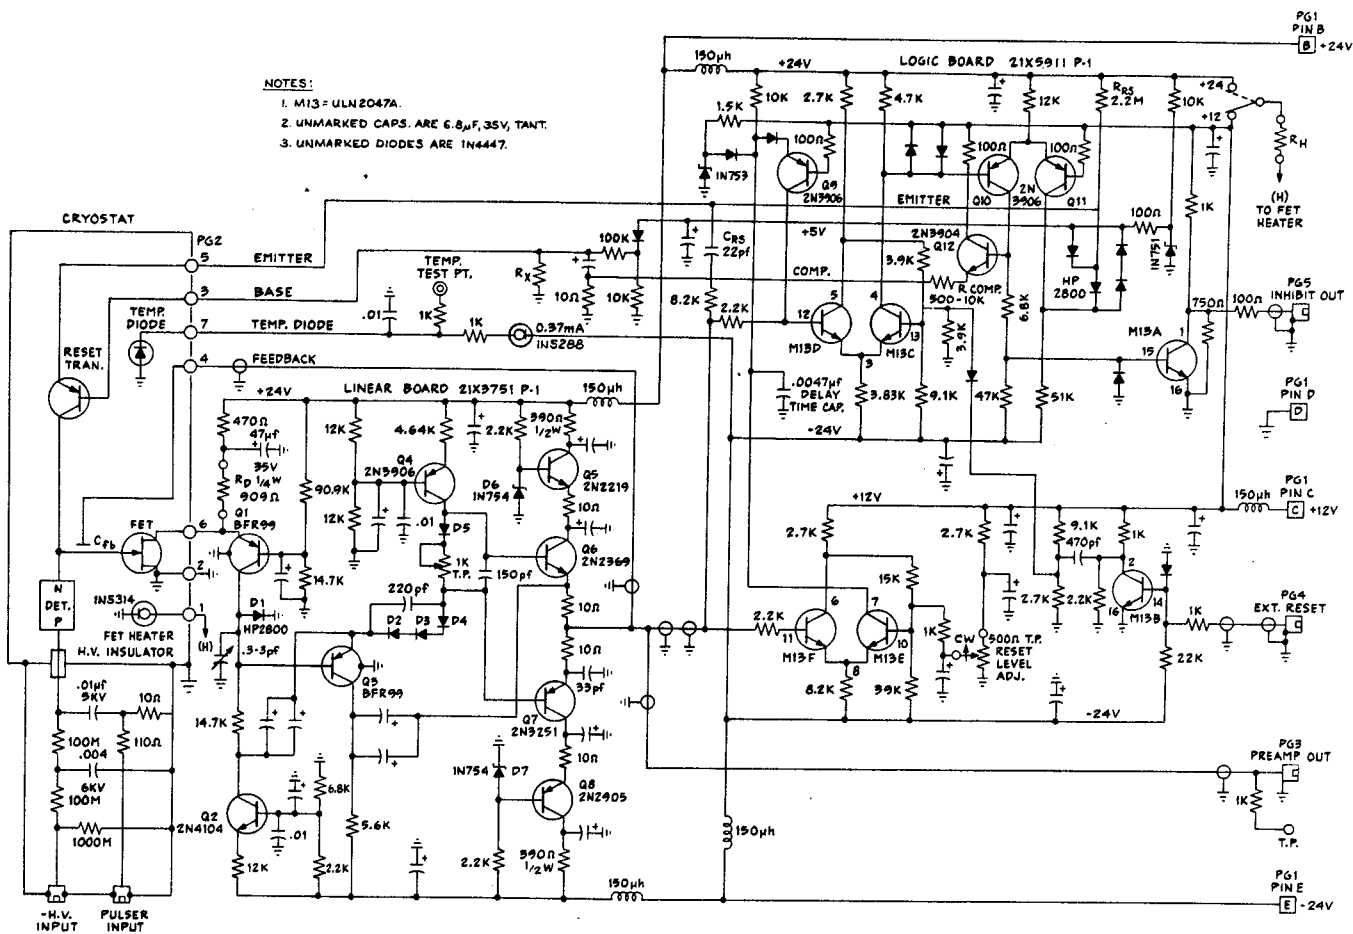 PG1
PIN B
B +24V
150µh
+24V
LOGIC BOARD 21X5911 P-1
NOTES:
1. M13 = ULN2047A.
2. UNMARKED CAPS. ARE 6.8µF, 35V, TANT.
3. UNMARKED DIODES ARE 1N4447.
10K
2.7K
4.7K
12K
RRS
2.2M
10K
+24
+12
RH
(H)
TO FET
HEATER
1.5K
100Ω
1N753
Q9
2N3906
100Ω
100Ω
Q10
2N
3906
Q11
EMITTER
1K
CRYOSTAT
PG2
5
EMITTER
3
BASE
7
TEMP. DIODE
4
FEEDBACK
TEMP.
DIODE
RESET
TRAN.
.01
TEMP.
TEST PT.
1K
1K
0.37mA
1N5288
RX
100K
10Ω
10K
CRS
22pf
8.2K
2.2K
+5V
COMP.
2N3904
Q12
3.9K
R COMP.
500-10K
3.9K
6.8K
HP
2800
100Ω
1N751
750Ω
100Ω
PG5
INHIBIT OUT
12
5
M13D
4
13
M13C
3
M13A
1
15
16
.0047µf
DELAY
TIME CAP.
3.83K
9.1K
47K
51K
-24V
PG1
PIN D
D
LINEAR BOARD 21X3751 P-1
+24V
150µh
470Ω
47µf
35V
RD 1/4W
909Ω
Q1
BFR99
90.9K
14.7K
12K
12K
4.64K
Q4
2N3906
.01
D5
1K
T.P.
2.2K
D6
1N754
390Ω
1/2W
Q5
2N2219
10Ω
Q6
2N2369
150pf
10Ω
10Ω
33pf
220pf
D2
D3
D4
FET
Cfb
6
2
1
N
DET.
P
1N5314
FET HEATER
H.V. INSULATOR
(H)
D1
HP2800
.3-3pf
Q3
BFR99
Q7
2N3251
10Ω
Q8
2N2905
1N754
D7
.01µf
5KV
10Ω
100M
110Ω
.004
6KV
100M
1000M
14.7K
Q2
2N4104
6.8K
.01
12K
2.2K
5.6K
2.2K
390Ω
1/2W
150µh
150µh
-H.V.
INPUT
PULSER
INPUT
+12V
2.7K
2.7K
15K
2.2K
11
6
M13F
7
10
M13E
8
8.2K
39K
1K
CW
500Ω T.P.
RESET
LEVEL
ADJ.
9.1K
470pf
1K
2.7K
2.2K
2
16
14
M13B
1K
22K
-24V
150µh
PG1
PIN C
C +12V
PG4
EXT. RESET
PG3
PREAMP OUT
1K
T.P.
PG1
PIN E
E -24V